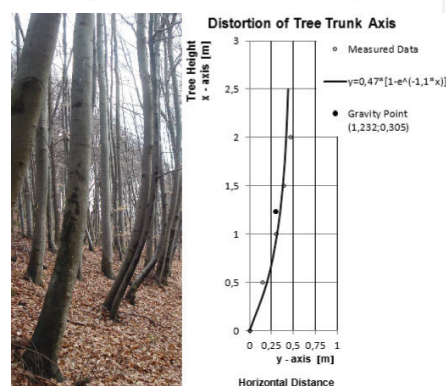 Distortion of Tree Trunk Axis
Tree Height
x - axis [m]
3
2,5
2
1,5
1
0,5
0
0 0,25 0,5 0,75 1
y - axis [m]
Horizontal Distance
Measured Data
y=0,47*[1-e^(-1,1*x)]
Gravity Point
(1,232;0,305)